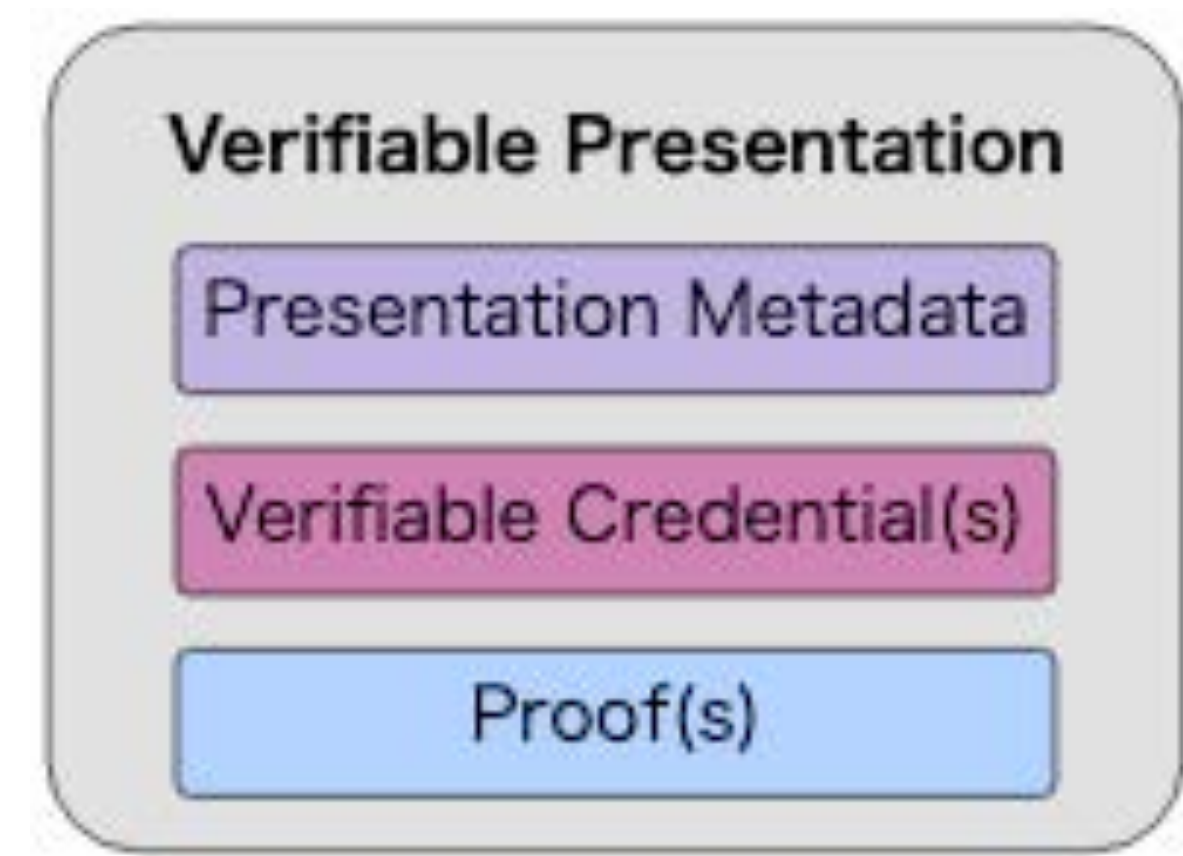 Verifiable Presentation
Presentation Metadata
Verifiable Credential(s)
Proof(s)